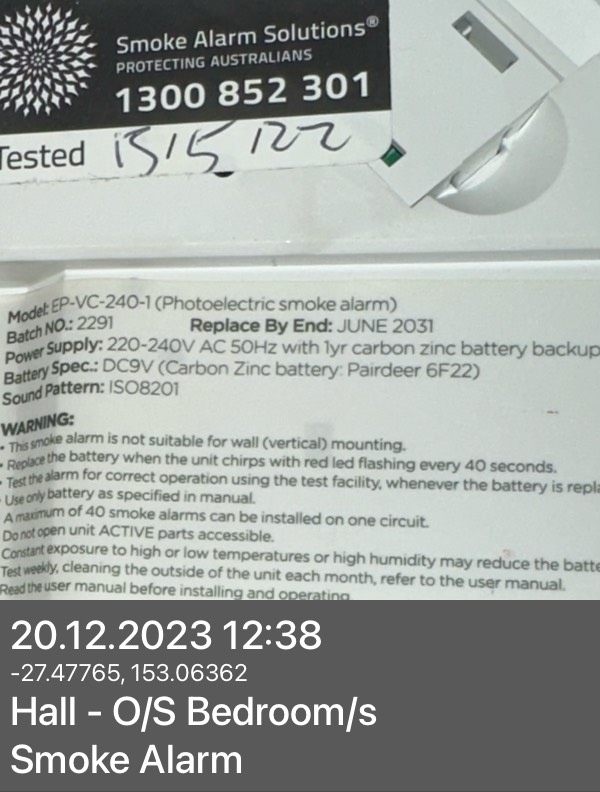 Smoke Alarm Solutions®
PROTECTING AUSTRALIANS
1300 852 301
Tested 15/5/22
Model: EP-VC-240-1 (Photoelectric smoke alarm)
Batch NO.: 2291 Replace By End: JUNE 2031
Power Supply: 220-240V AC 50Hz with 1yr carbon zinc battery backup
Battery Spec.: DC9V (Carbon Zinc battery: Pairdeer 6F22)
Sound Pattern: ISO8201
WARNING:
• This smoke alarm is not suitable for wall (vertical) mounting.
• Replace the battery when the unit chirps with red led flashing every 40 seconds.
• Test the alarm for correct operation using the test facility, whenever the battery is repla
• Use only battery as specified in manual.
A maximum of 40 smoke alarms can be installed on one circuit.
Do not open unit ACTIVE parts accessible.
Constant exposure to high or low temperatures or high humidity may reduce the batte
Test weekly, cleaning the outside of the unit each month, refer to the user manual.
Read the user manual before installing and operating
20.12.2023 12:38
-27.47765, 153.06362
Hall - O/S Bedroom/s
Smoke Alarm